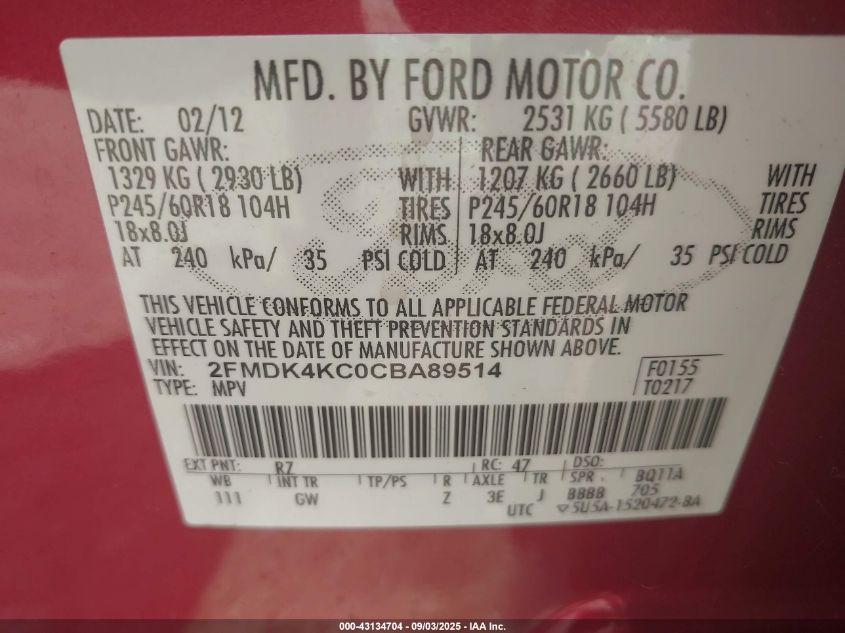 MFD. BY FORD MOTOR CO.
DATE: 02/12 GVWR: 2531 KG ( 5580 LB)
FRONT GAWR: REAR GAWR:
1329 KG ( 2930 LB) WITH 1207 KG ( 2660 LB) WITH
P245/60R18 104H TIRES P245/60R18 104H TIRES
18x8.0J RIMS 18x8.0J RIMS
AT 240 kPa/ 35 PSI COLD AT 240 kPa/ 35 PSI COLD
Ford
THIS VEHICLE CONFORMS TO ALL APPLICABLE FEDERAL MOTOR
VEHICLE SAFETY AND THEFT PREVENTION STANDARDS IN
EFFECT ON THE DATE OF MANUFACTURE SHOWN ABOVE.
VIN: 2FMDK4KC0CBA89514 F0155
TYPE: MPV T0217
EXT PNT: RZ RC: 47 DSO:
WB INT TR TP/PS R AXLE TR SPR BQ11A
111 GW Z 3E J BBBB 705
UTC ▽5U5A-1520472-BA
000-43134704 - 09/03/2025 - IAA Inc.